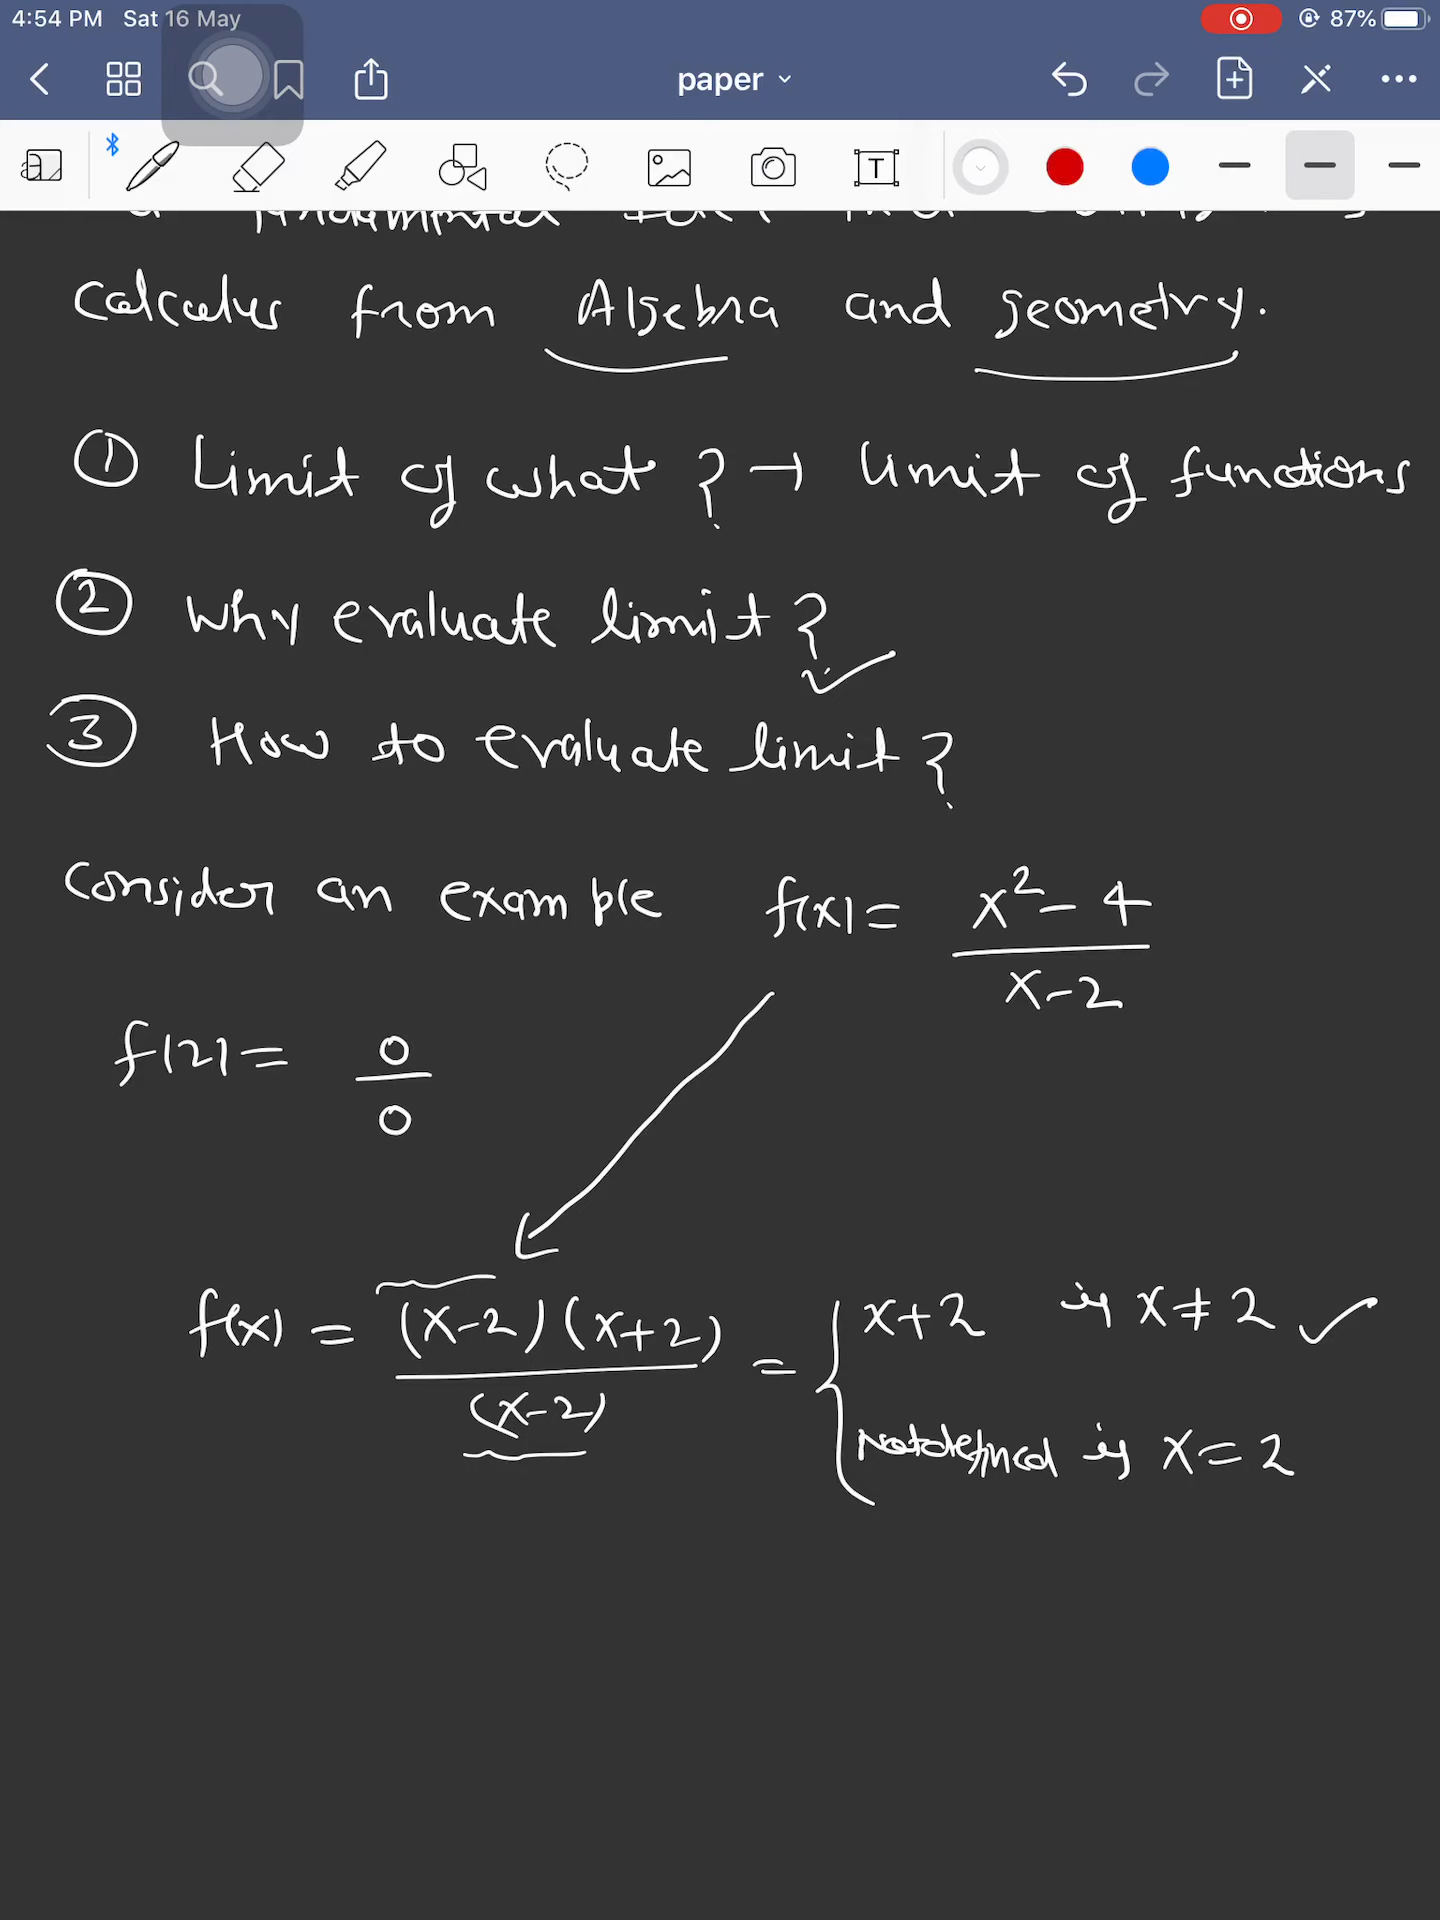 4:54 PM Sat 16 May 87%
paper
T
a fundamental
Calculus from Algebra and geometry.
① Limit of what ? → limit of functions
② Why evaluate limit ?
③ How to evaluate limit ?
Consider an example f(x) = x² - 4 / x - 2
f(2) = 0 / 0
f(x) = (x-2)(x+2) / (x-2) = { x+2 if x ≠ 2 ✓
Not defined if x = 2